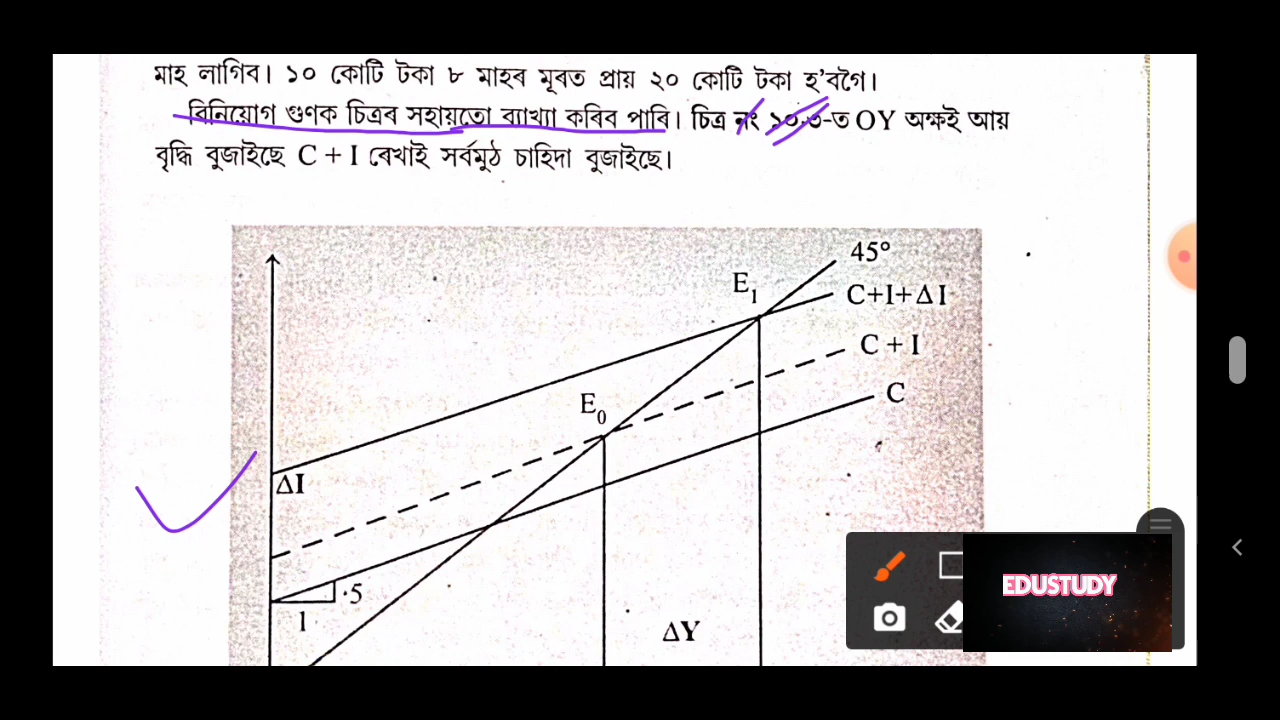 মাহ লাগিব। ১০ কোটি টকা ৮ মাহৰ মূৰত প্ৰায় ২০ কোটি টকা হ'বগৈ।
বিনিয়োগ গুণক চিত্ৰৰ সহায়তো ব্যাখ্যা কৰিব পাৰি। চিত্ৰ নং ১০.৩-ত OY অক্ষই আয়
বৃদ্ধি বুজাইছে C + I ৰেখাই সৰ্বমুঠ চাহিদা বুজাইছে।
45°
E₁
C+I+ΔI
C + I
C
E₀
ΔI
·5
1
ΔY
EDUSTUDY